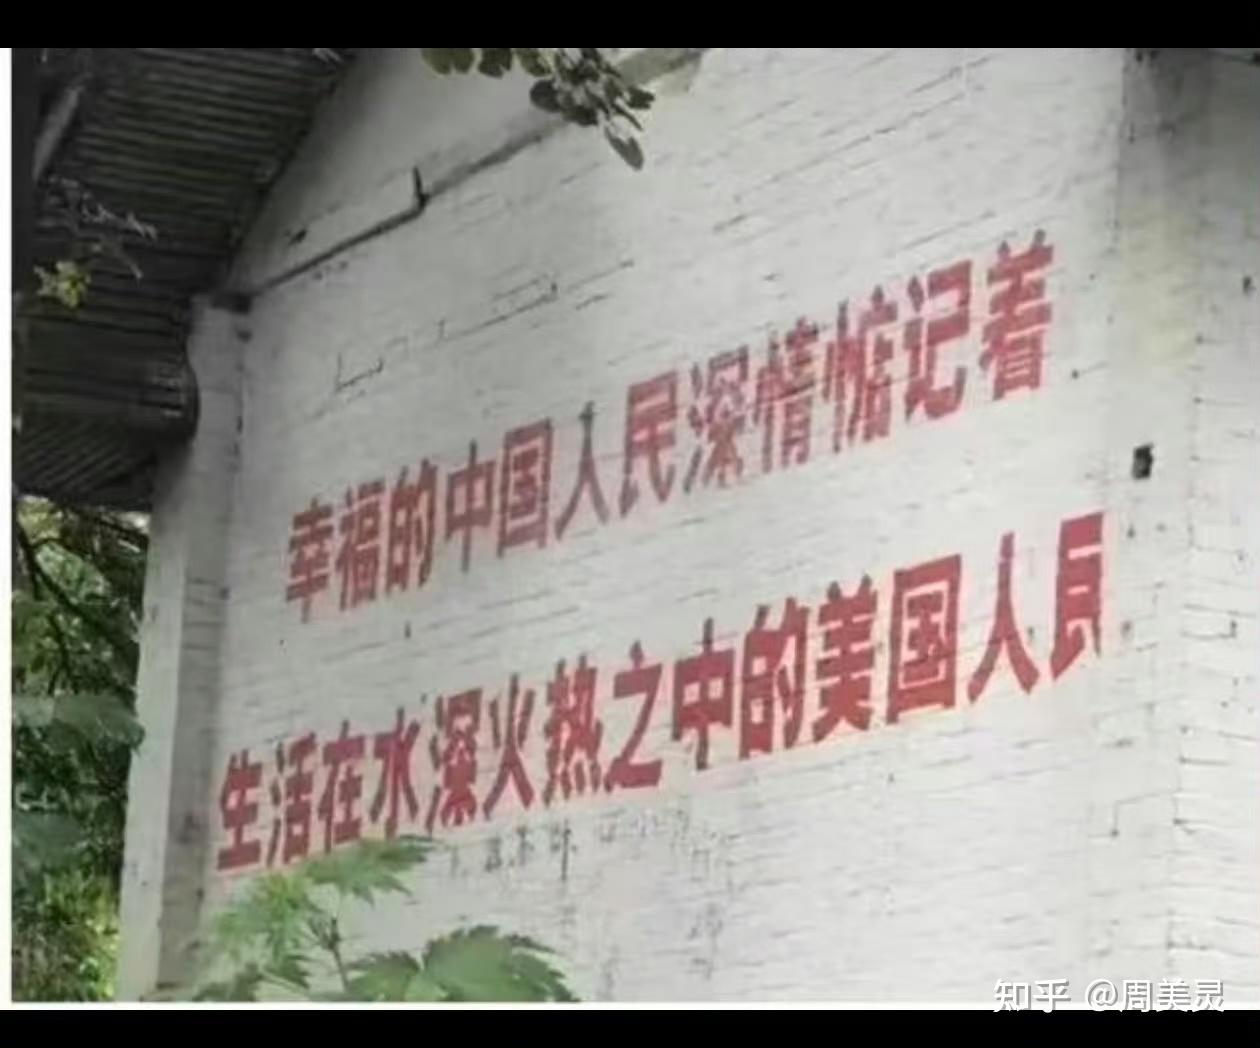 幸福的中国人民深情惦记着
生活在水深火热之中的美国人民
知乎 @周美灵